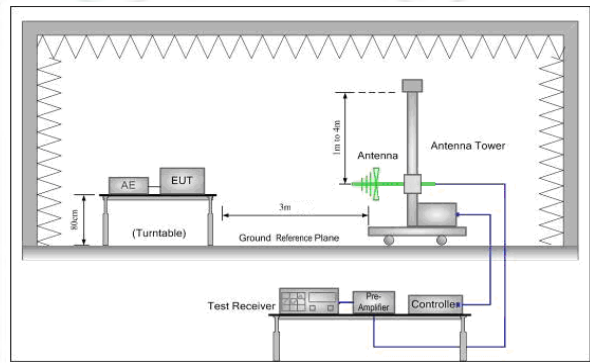 1m to 4m
Antenna
Antenna Tower
AE
EUT
80cm
(Turntable)
3m
Ground Reference Plane
Test Receiver
Pre-
Amplifier
Controller